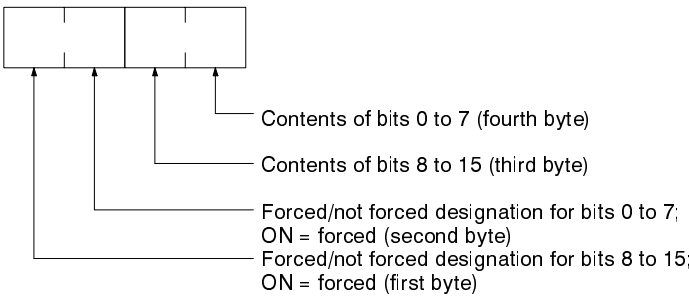 Contents of bits 0 to 7 (fourth byte)
Contents of bits 8 to 15 (third byte)
Forced/not forced designation for bits 0 to 7;
ON = forced (second byte)
Forced/not forced designation for bits 8 to 15;
ON = forced (first byte)